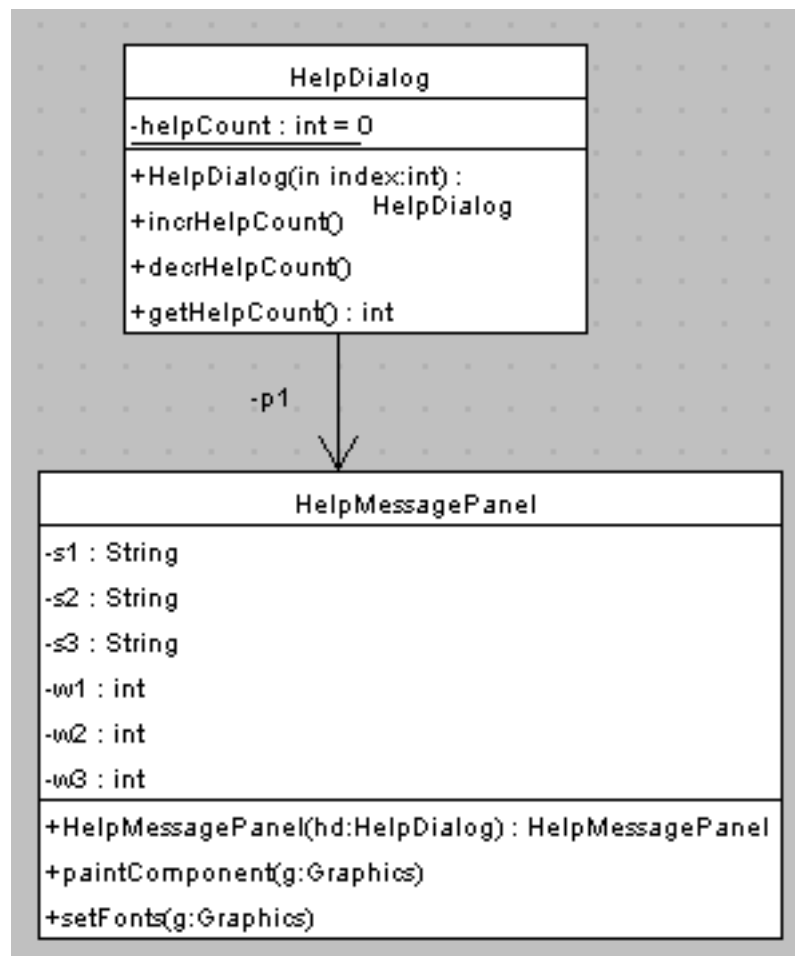 HelpDialog
-helpCount : int = 0
+HelpDialog(in index:int) :
HelpDialog
+incrHelpCount()
+decrHelpCount()
+getHelpCount() : int
-p1
HelpMessagePanel
-s1 : String
-s2 : String
-s3 : String
-w1 : int
-w2 : int
-w3 : int
+HelpMessagePanel(hd:HelpDialog) : HelpMessagePanel
+paintComponent(g:Graphics)
+setFonts(g:Graphics)